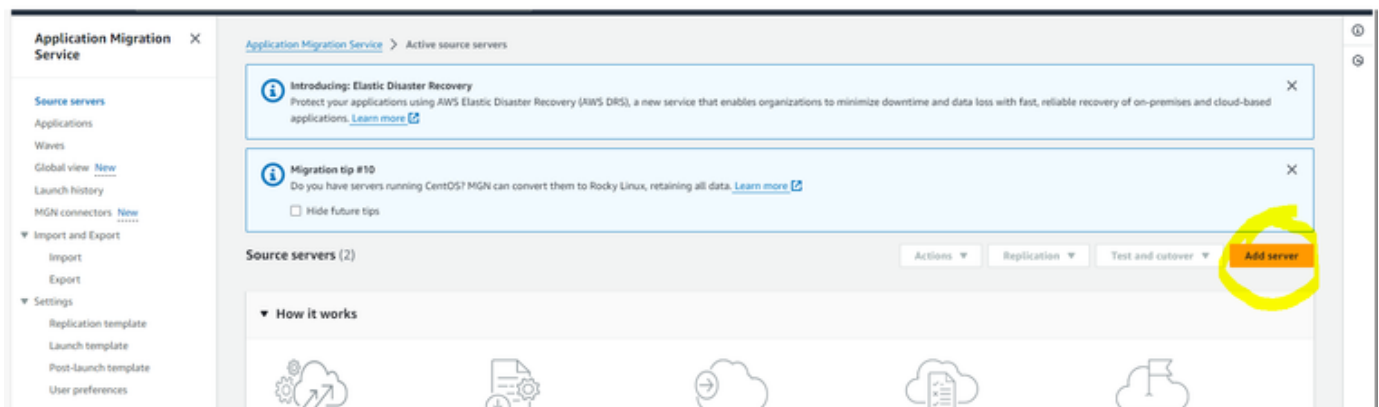 Application Migration Service
Source servers
Applications
Waves
Global view New
Launch history
MGN connectors New
Import and Export
Import
Export
Settings
Replication template
Launch template
Post-launch template
User preferences
Application Migration Service > Active source servers
Introducing: Elastic Disaster Recovery
Protect your applications using AWS Elastic Disaster Recovery (AWS DRS), a new service that enables organizations to minimize downtime and data loss with fast, reliable recovery of on-premises and cloud-based
applications. Learn more
Migration tip #10
Do you have servers running CentOS? MGN can convert them to Rocky Linux, retaining all data. Learn more
Hide future tips
Source servers (2)
Actions
Replication
Test and cutover
Add server
How it works